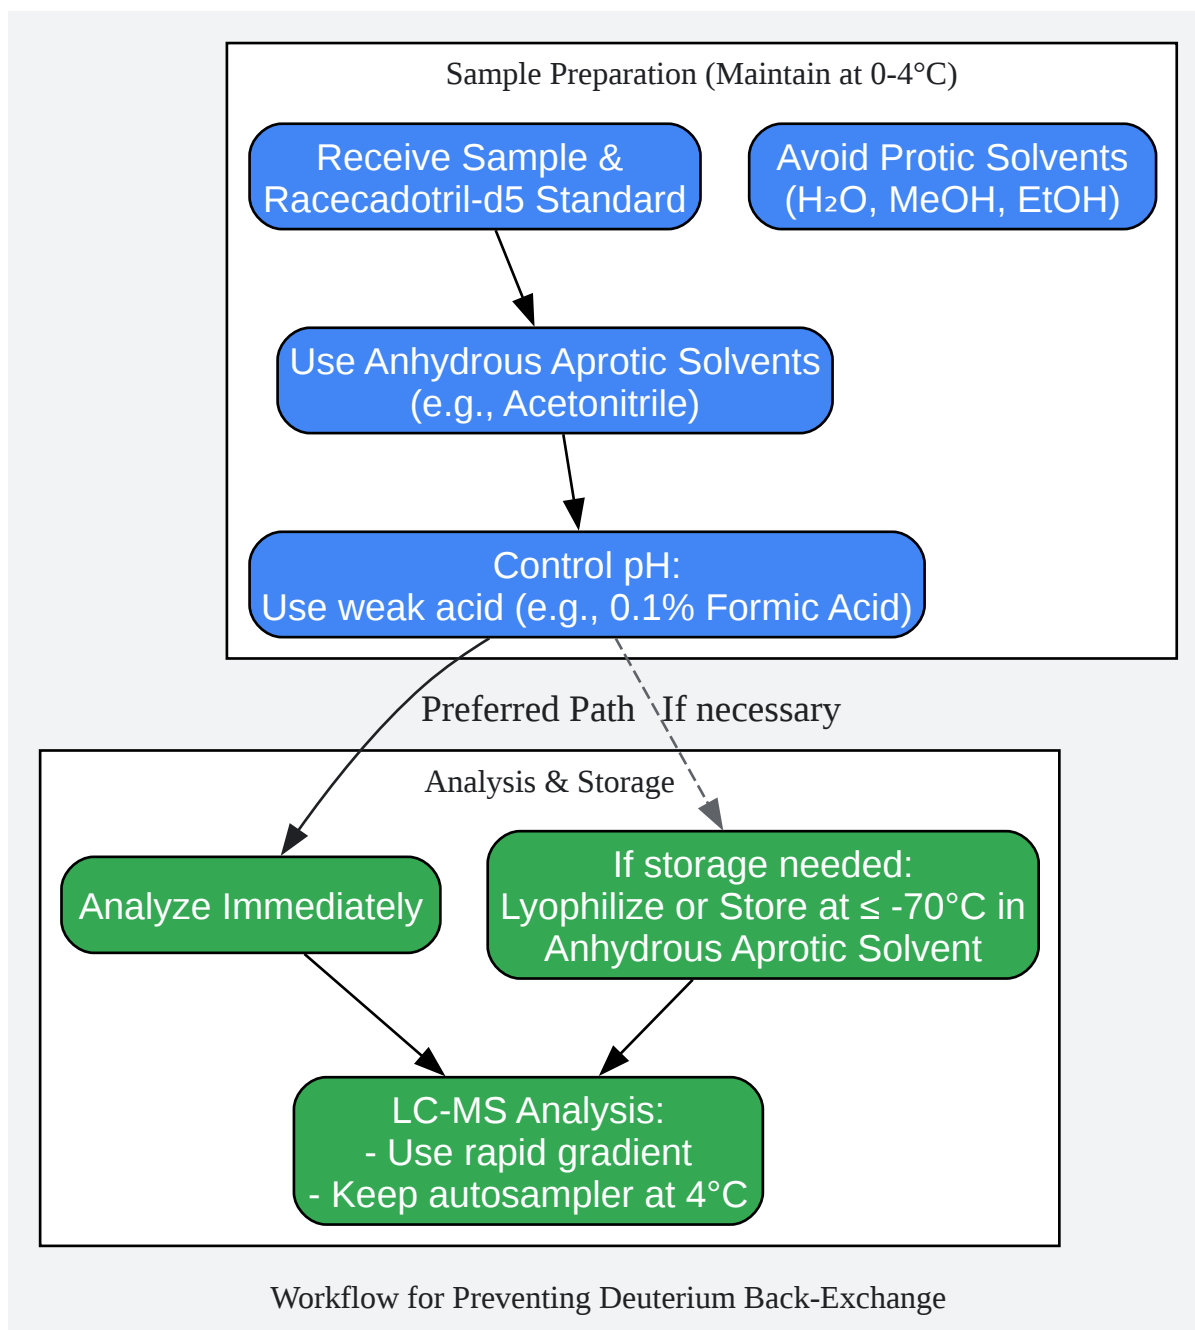 Sample Preparation (Maintain at 0-4°C)
Receive Sample &
Racecadotril-d5 Standard
Avoid Protic Solvents
(H₂O, MeOH, EtOH)
Use Anhydrous Aprotic Solvents
(e.g., Acetonitrile)
Control pH:
Use weak acid (e.g., 0.1% Formic Acid)
Preferred Path
If necessary
Analysis & Storage
Analyze Immediately
If storage needed:
Lyophilize or Store at ≤ -70°C in
Anhydrous Aprotic Solvent
LC-MS Analysis:
- Use rapid gradient
- Keep autosampler at 4°C
Workflow for Preventing Deuterium Back-Exchange